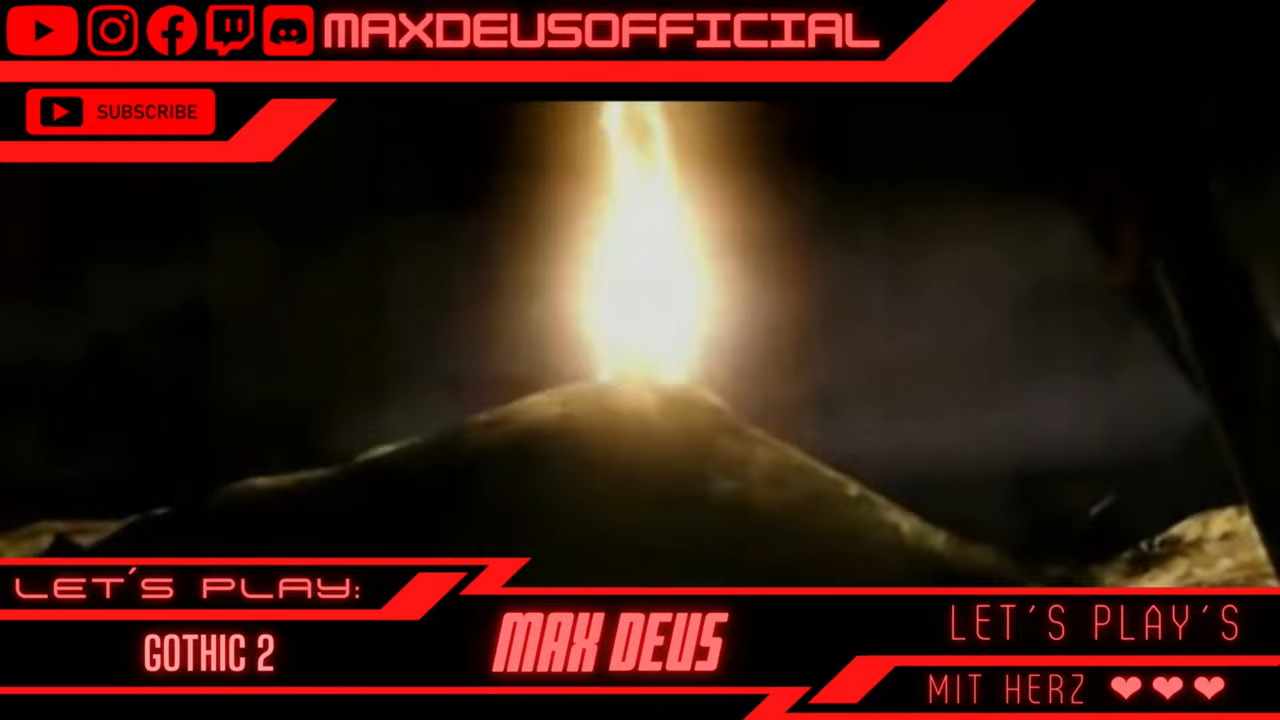 MAXDEUSOFFICIAL
SUBSCRIBE
LET´S PLAY:
GOTHIC 2
MAX DEUS
LET´S PLAY´S
MIT HERZ ❤❤❤